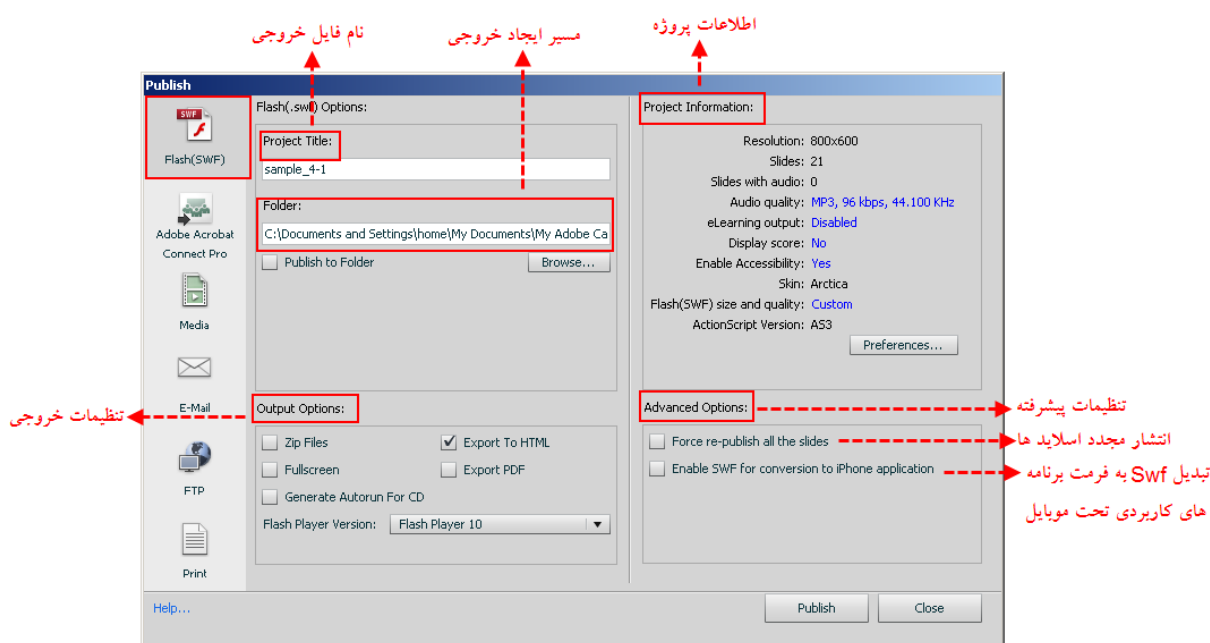 اطلاعات پروژه
مسیر ایجاد خروجی
نام فایل خروجی
Publish
SWF
Flash(SWF)
Adobe Acrobat
Connect Pro
Media
E-Mail
FTP
Print
Flash(.swf) Options:
Project Title:
sample_4-1
Folder:
C:\Documents and Settings\home\My Documents\My Adobe Ca
Publish to Folder
Browse...
Project Information:
Resolution: 800x600
Slides: 21
Slides with audio: 0
Audio quality: MP3, 96 kbps, 44.100 KHz
eLearning output: Disabled
Display score: No
Enable Accessibility: Yes
Skin: Arctica
Flash(SWF) size and quality: Custom
ActionScript Version: AS3
Preferences...
تنظیمات خروجی
Output Options:
Zip Files
Export To HTML
Fullscreen
Export PDF
Generate Autorun For CD
Flash Player Version: Flash Player 10
Advanced Options:
تنظیمات پیشرفته
Force re-publish all the slides
انتشار مجدد اسلاید ها
Enable SWF for conversion to iPhone application
تبدیل Swf به فرمت برنامه
های کاربردی تحت موبایل
Help...
Publish
Close